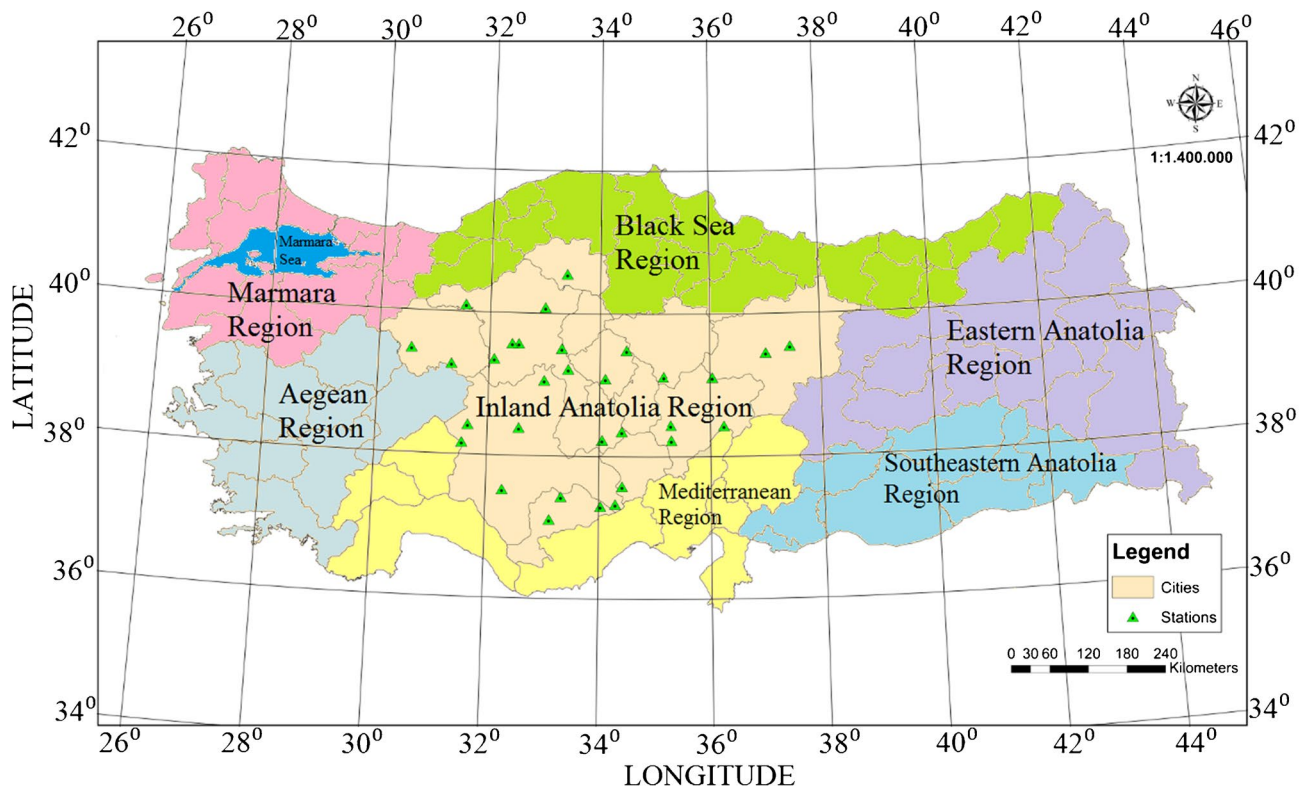 26⁰ 28⁰ 30⁰ 32⁰ 34⁰ 36⁰ 38⁰ 40⁰ 42⁰ 44⁰ 46⁰
N
W E
S
1:1.400.000
42⁰ 42⁰
Black Sea
Region
Marmara
Sea
40⁰ 40⁰
Marmara
Region
Eastern Anatolia
Region
LATITUDE
Aegean
Region
Inland Anatolia Region
38⁰ 38⁰
Southeastern Anatolia
Region
Mediterranean
Region
36⁰ 36⁰
Legend
Cities
Stations
0 30 60 120 180 240
Kilometers
34⁰ 34⁰
26⁰ 28⁰ 30⁰ 32⁰ 34⁰ 36⁰ 38⁰ 40⁰ 42⁰ 44⁰
LONGITUDE